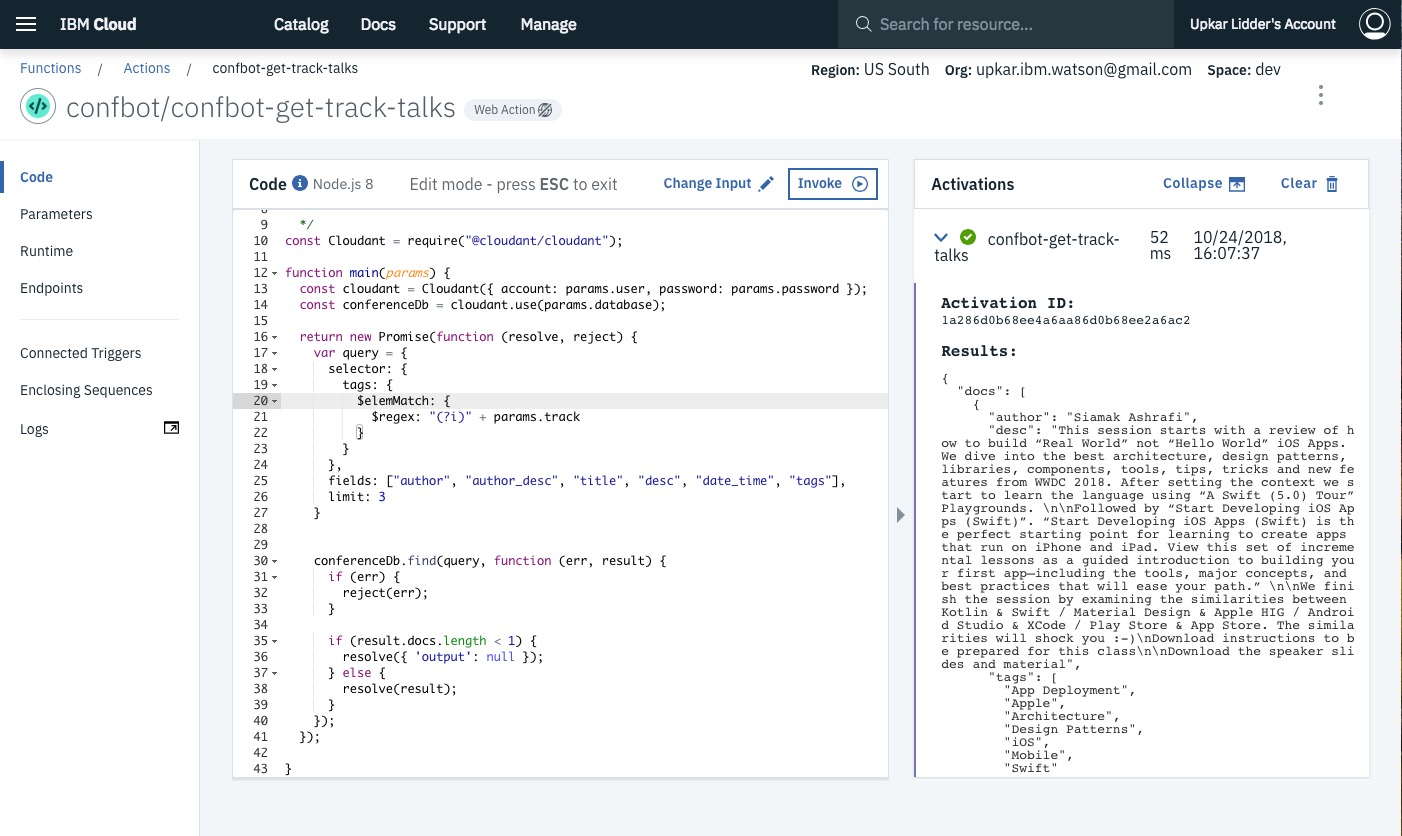 IBM Cloud
Catalog
Docs
Support
Manage
Search for resource...
Upkar Lidder's Account
Functions / Actions / confbot-get-track-talks
Region: US South Org: upkar.ibm.watson@gmail.com Space: dev
confbot/confbot-get-track-talks
Web Action
Code
Parameters
Runtime
Endpoints
Connected Triggers
Enclosing Sequences
Logs
Code Node.js 8 Edit mode - press ESC to exit Change Input Invoke
9 */
10 const Cloudant = require("@cloudant/cloudant");
11
12 function main(params) {
13 const cloudant = Cloudant({ account: params.user, password: params.password });
14 const conferenceDb = cloudant.use(params.database);
15
16 return new Promise(function (resolve, reject) {
17 var query = {
18 selector: {
19 tags: {
20 $elemMatch: {
21 $regex: "(?i)" + params.track
22 }
23 }
24 },
25 fields: ["author", "author_desc", "title", "desc", "date_time", "tags"],
26 limit: 3
27 }
28
29
30 conferenceDb.find(query, function (err, result) {
31 if (err) {
32 reject(err);
33 }
34
35 if (result.docs.length < 1) {
36 resolve({ 'output': null });
37 } else {
38 resolve(result);
39 }
40 });
41 });
42
43 }
Activations Collapse Clear
confbot-get-track-
talks
52
ms
10/24/2018,
16:07:37
Activation ID:
1a286d0b68ee4a6aa86d0b68ee2a6ac2
Results:
{
"docs": [
{
"author": "Siamak Ashrafi",
"desc": "This session starts with a review of h
ow to build “Real World” not “Hello World” iOS Apps.
We dive into the best architecture, design patterns,
libraries, components, tools, tips, tricks and new fe
atures from WWDC 2018. After setting the context we s
tart to learn the language using “A Swift (5.0) Tour”
Playgrounds. \n\nFollowed by “Start Developing iOS Ap
ps (Swift)”. “Start Developing iOS Apps (Swift) is th
e perfect starting point for learning to create apps
that run on iPhone and iPad. View this set of increme
ntal lessons as a guided introduction to building you
r first app—including the tools, major concepts, and
best practices that will ease your path.” \n\nWe fini
sh the session by examining the similarities between
Kotlin & Swift / Material Design & Apple HIG / Androi
d Studio & XCode / Play Store & App Store. The simila
rities will shock you :-)\nDownload instructions to b
e prepared for this class\n\nDownload the speaker sli
des and material",
"tags": [
"App Deployment",
"Apple",
"Architecture",
"Design Patterns",
"iOS",
"Mobile",
"Swift"